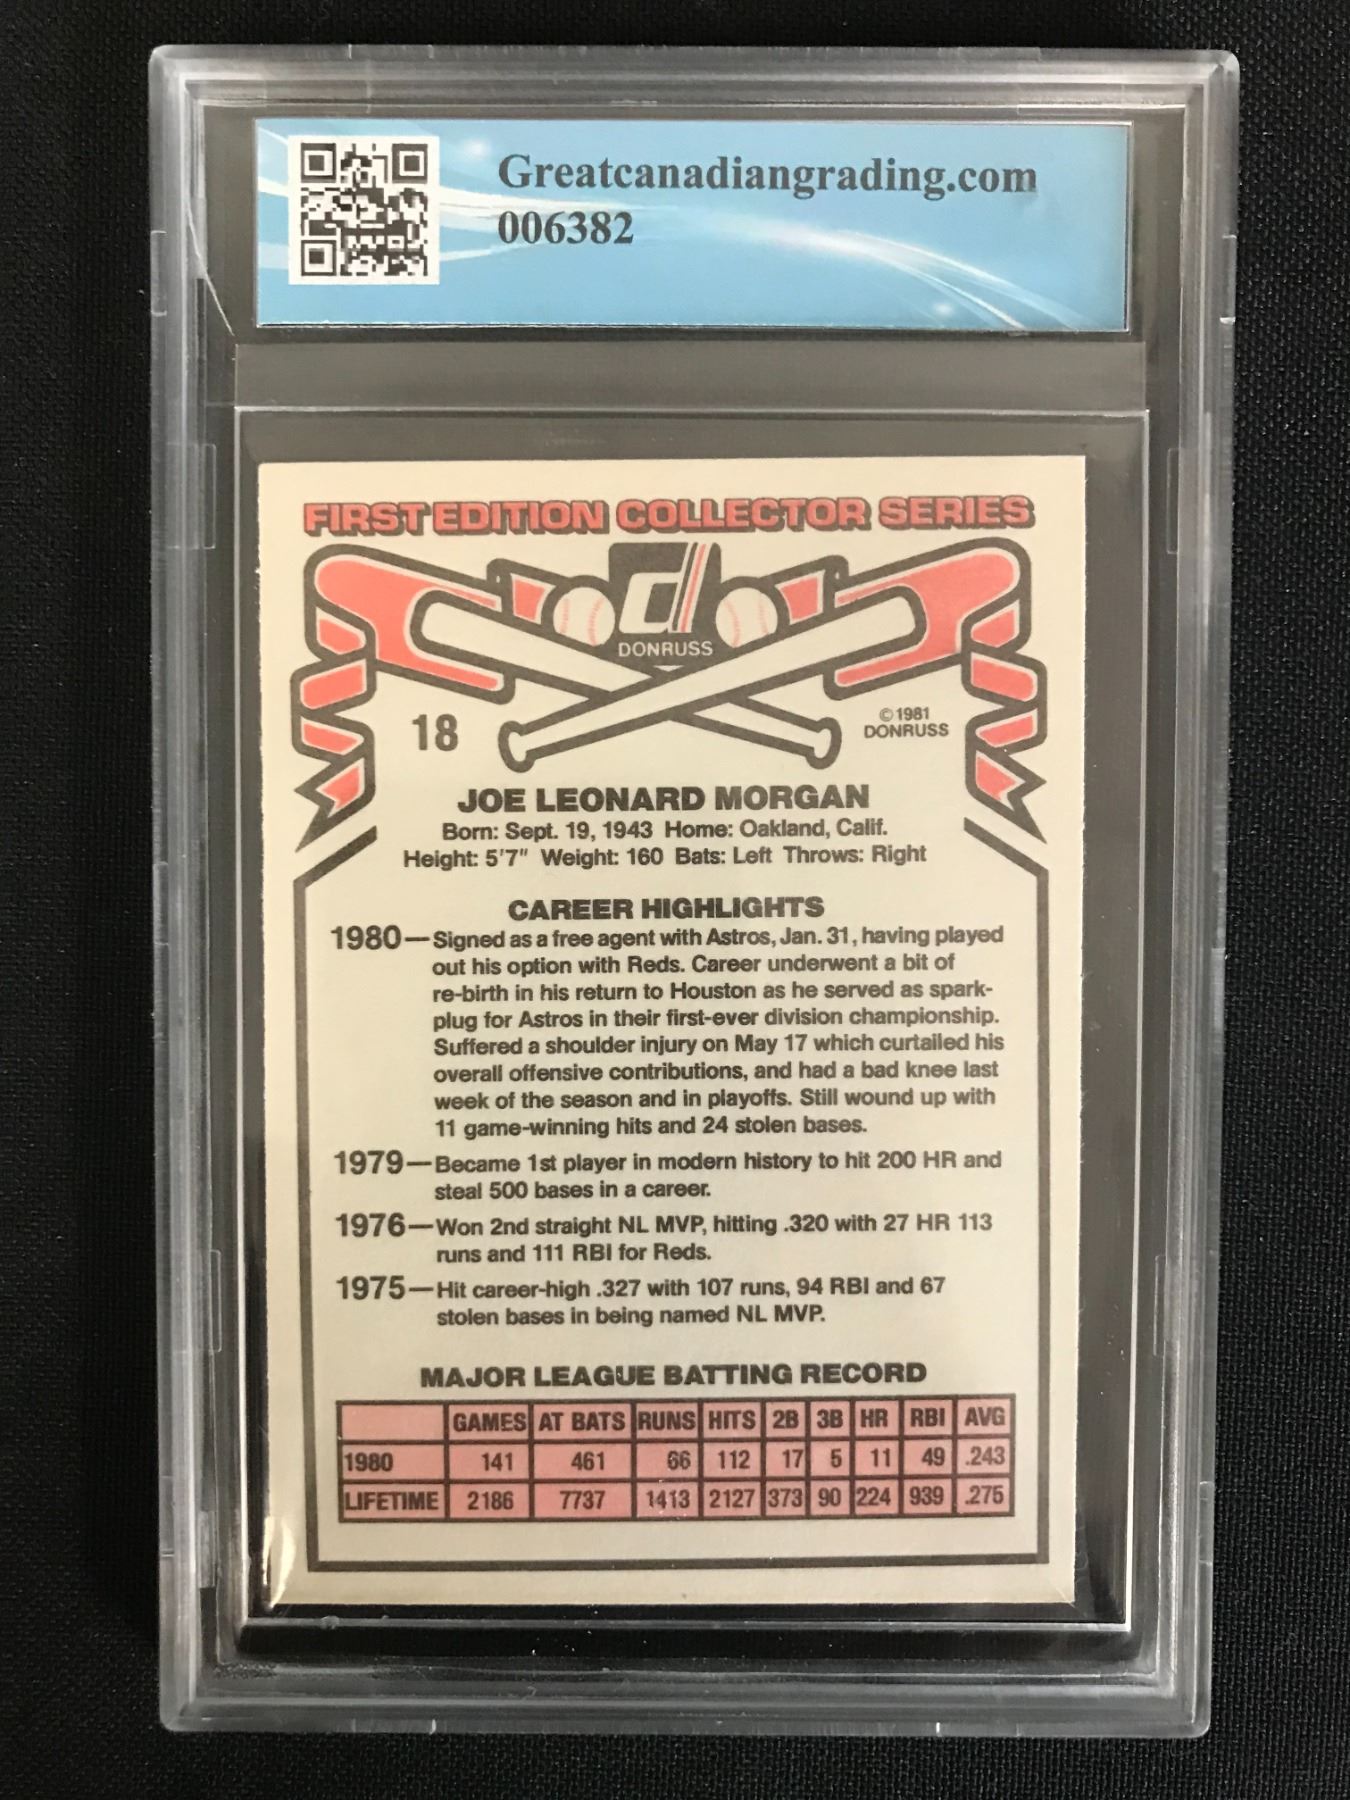 Greatcanadiangrading.com
006382
FIRST EDITION COLLECTOR SERIES
d
DONRUSS
18
© 1981
DONRUSS
JOE LEONARD MORGAN
Born: Sept. 19, 1943 Home: Oakland, Calif.
Height: 5'7" Weight: 160 Bats: Left Throws: Right
CAREER HIGHLIGHTS
1980—Signed as a free agent with Astros, Jan. 31, having played
out his option with Reds. Career underwent a bit of
re-birth in his return to Houston as he served as spark-
plug for Astros in their first-ever division championship.
Suffered a shoulder injury on May 17 which curtailed his
overall offensive contributions, and had a bad knee last
week of the season and in playoffs. Still wound up with
11 game-winning hits and 24 stolen bases.
1979—Became 1st player in modern history to hit 200 HR and
steal 500 bases in a career.
1976—Won 2nd straight NL MVP, hitting .320 with 27 HR 113
runs and 111 RBI for Reds.
1975—Hit career-high .327 with 107 runs, 94 RBI and 67
stolen bases in being named NL MVP.
MAJOR LEAGUE BATTING RECORD
GAMES AT BATS RUNS HITS 2B 3B HR RBI AVG
1980 141 461 66 112 17 5 11 49 .243
LIFETIME 2186 7737 1413 2127 373 90 224 939 .275